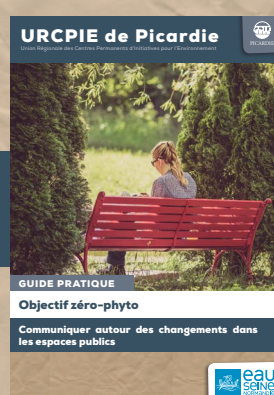 URCPIE de Picardie
Union Régionale des Centres Permanents d'Initiatives pour l'Environnement
PICARDIE
GUIDE PRATIQUE
Objectif zéro-phyto
Communiquer autour des changements dans
les espaces publics
eau
seine
NORMANDIE